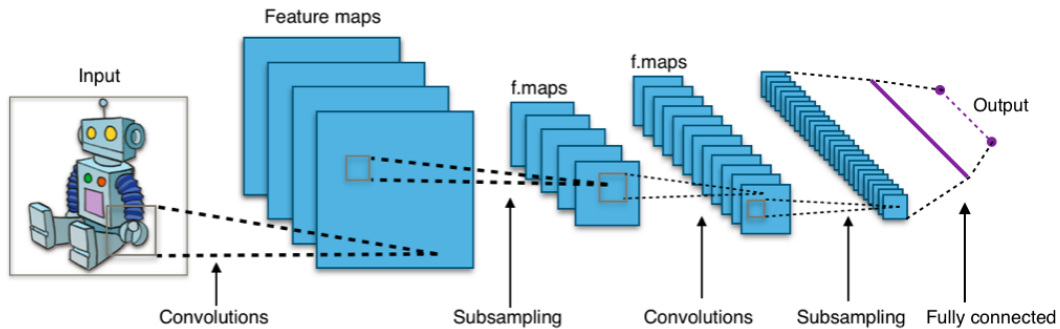 Feature maps
Input
f.maps
f.maps
Output
Convolutions
Subsampling
Convolutions
Subsampling
Fully connected